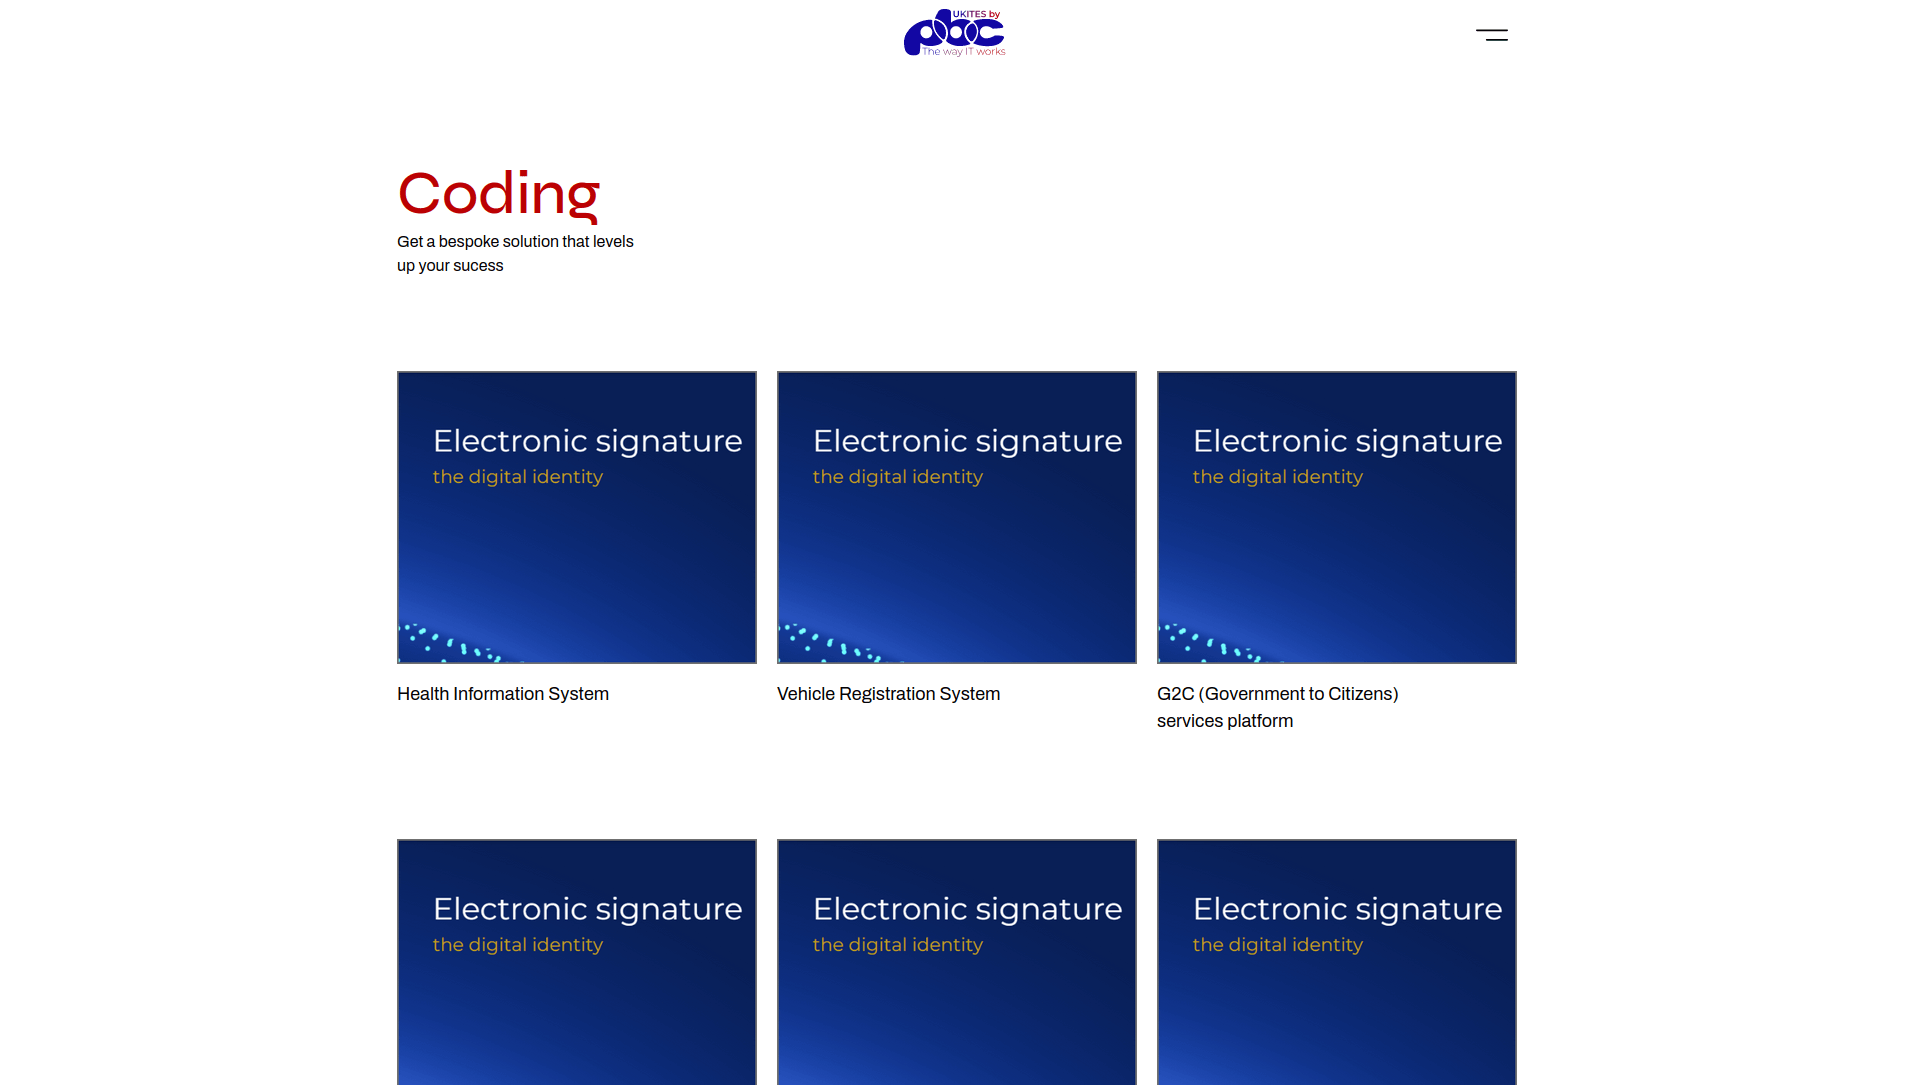 UKITES by
pbc
The way IT works
Coding
Get a bespoke solution that levels
up your sucess
Electronic signature
the digital identity
Electronic signature
the digital identity
Electronic signature
the digital identity
Health Information System
Vehicle Registration System
G2C (Government to Citizens)
services platform
Electronic signature
the digital identity
Electronic signature
the digital identity
Electronic signature
the digital identity